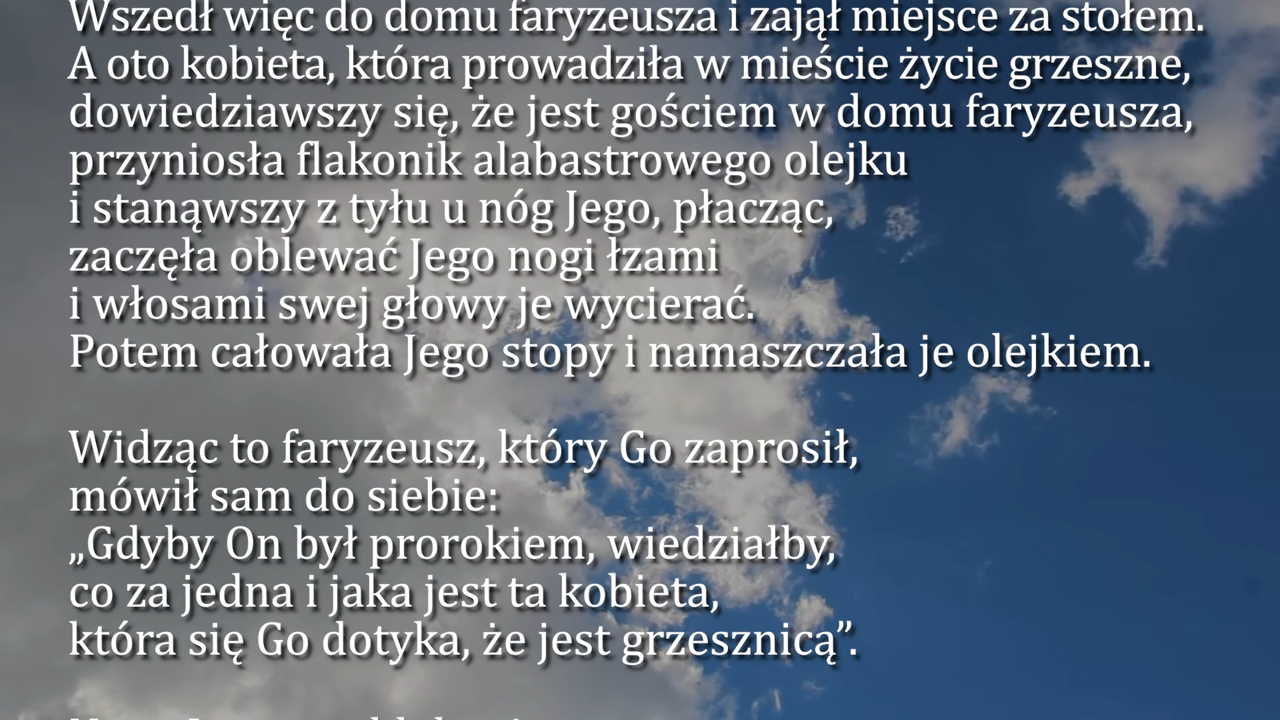 Wszedł więc do domu faryzeusza i zajął miejsce za stołem.
A oto kobieta, która prowadziła w mieście życie grzeszne,
dowiedziawszy się, że jest gościem w domu faryzeusza,
przyniosła flakonik alabastrowego olejku
i stanąwszy z tyłu u nóg Jego, płacząc,
zaczęła oblewać Jego nogi łzami
i włosami swej głowy je wycierać.
Potem całowała Jego stopy i namaszczała je olejkiem.
Widząc to faryzeusz, który Go zaprosił,
mówił sam do siebie:
„Gdyby On był prorokiem, wiedziałby,
co za jedna i jaka jest ta kobieta,
która się Go dotyka, że jest grzesznicą”.